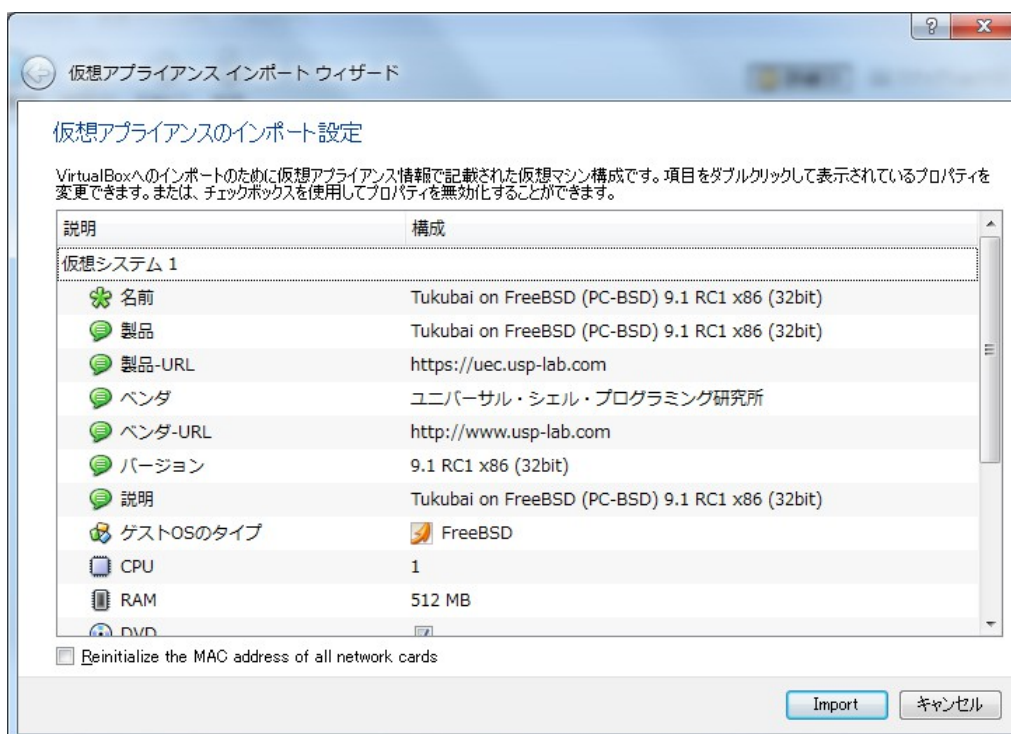 仮想アプライアンス インポート ウィザード
仮想アプライアンスのインポート設定
VirtualBoxへのインポートのために仮想アプライアンス情報で記載された仮想マシン構成です。項目をダブルクリックして表示されているプロパティを
変更できます。または、チェックボックスを使用してプロパティを無効化することができます。
説明 構成
仮想システム 1
名前 Tukubai on FreeBSD (PC-BSD) 9.1 RC1 x86 (32bit)
製品 Tukubai on FreeBSD (PC-BSD) 9.1 RC1 x86 (32bit)
製品-URL https://uec.usp-lab.com
ベンダ ユニバーサル・シェル・プログラミング研究所
ベンダ-URL http://www.usp-lab.com
バージョン 9.1 RC1 x86 (32bit)
説明 Tukubai on FreeBSD (PC-BSD) 9.1 RC1 x86 (32bit)
ゲストOSのタイプ FreeBSD
CPU 1
RAM 512 MB
DVD
Reinitialize the MAC address of all network cards
Import キャンセル